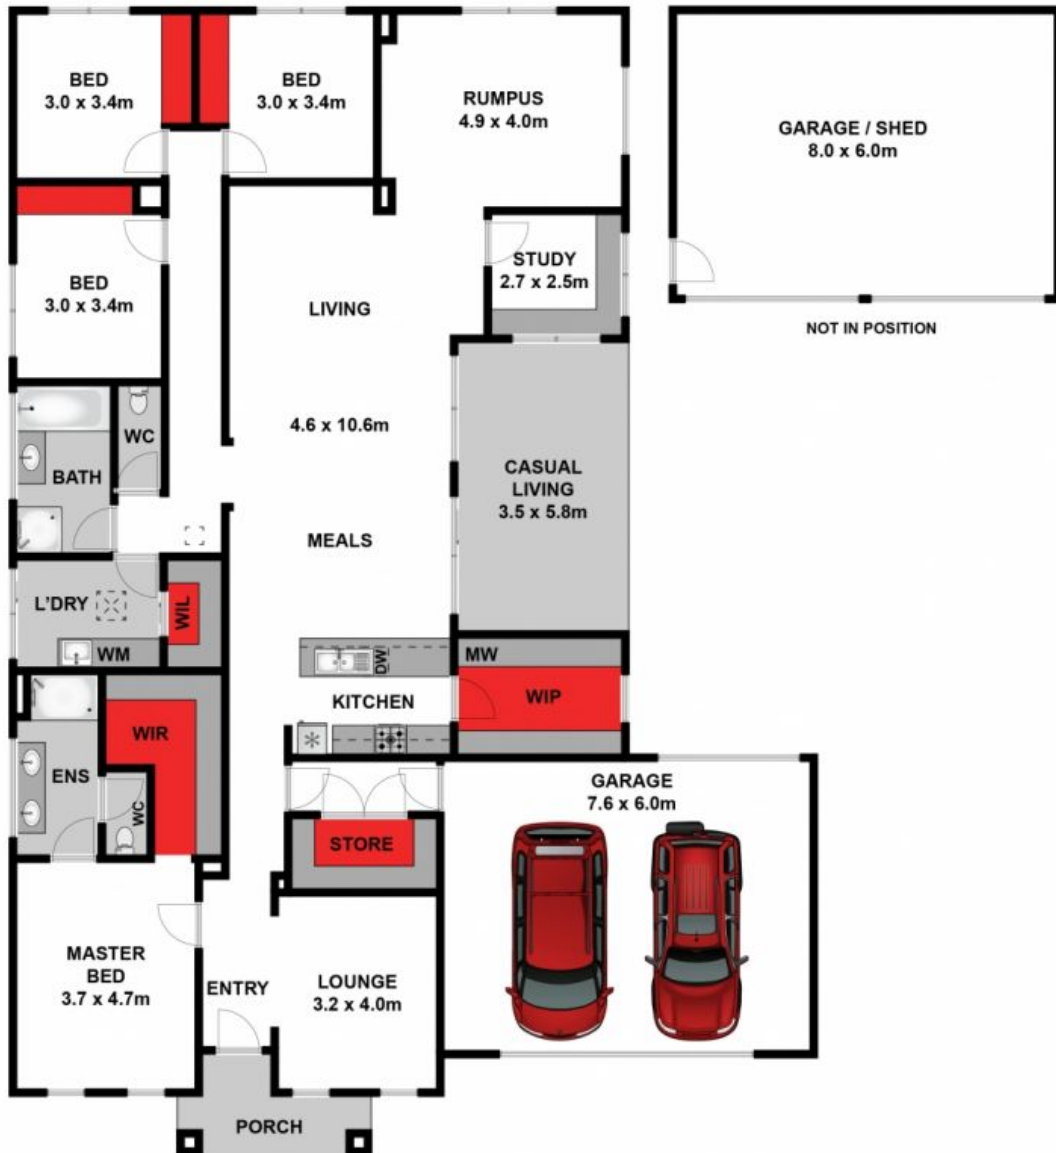 BED
3.0 x 3.4m
BED
3.0 x 3.4m
RUMPUS
4.9 x 4.0m
GARAGE / SHED
8.0 x 6.0m
NOT IN POSITION
BED
3.0 x 3.4m
STUDY
2.7 x 2.5m
LIVING
4.6 x 10.6m
WC
BATH
CASUAL
LIVING
3.5 x 5.8m
MEALS
L'DRY
WIL
WM
DW
MW
KITCHEN
WIP
WIR
ENS
WC
GARAGE
7.6 x 6.0m
STORE
MASTER
BED
3.7 x 4.7m
ENTRY
LOUNGE
3.2 x 4.0m
PORCH